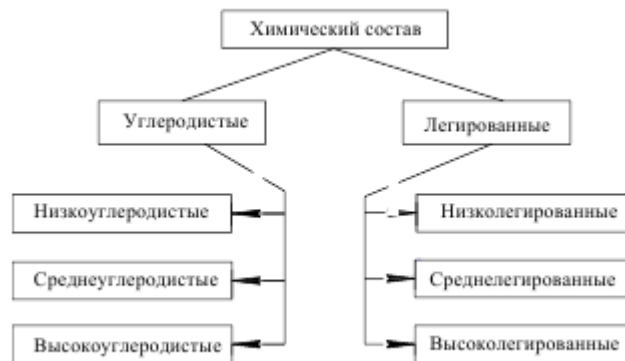 Химический состав
Углеродистые
Легированные
Низкоуглеродистые
Низколегированные
Среднеуглеродистые
Среднелегированные
Высокоуглеродистые
Высоколегированные